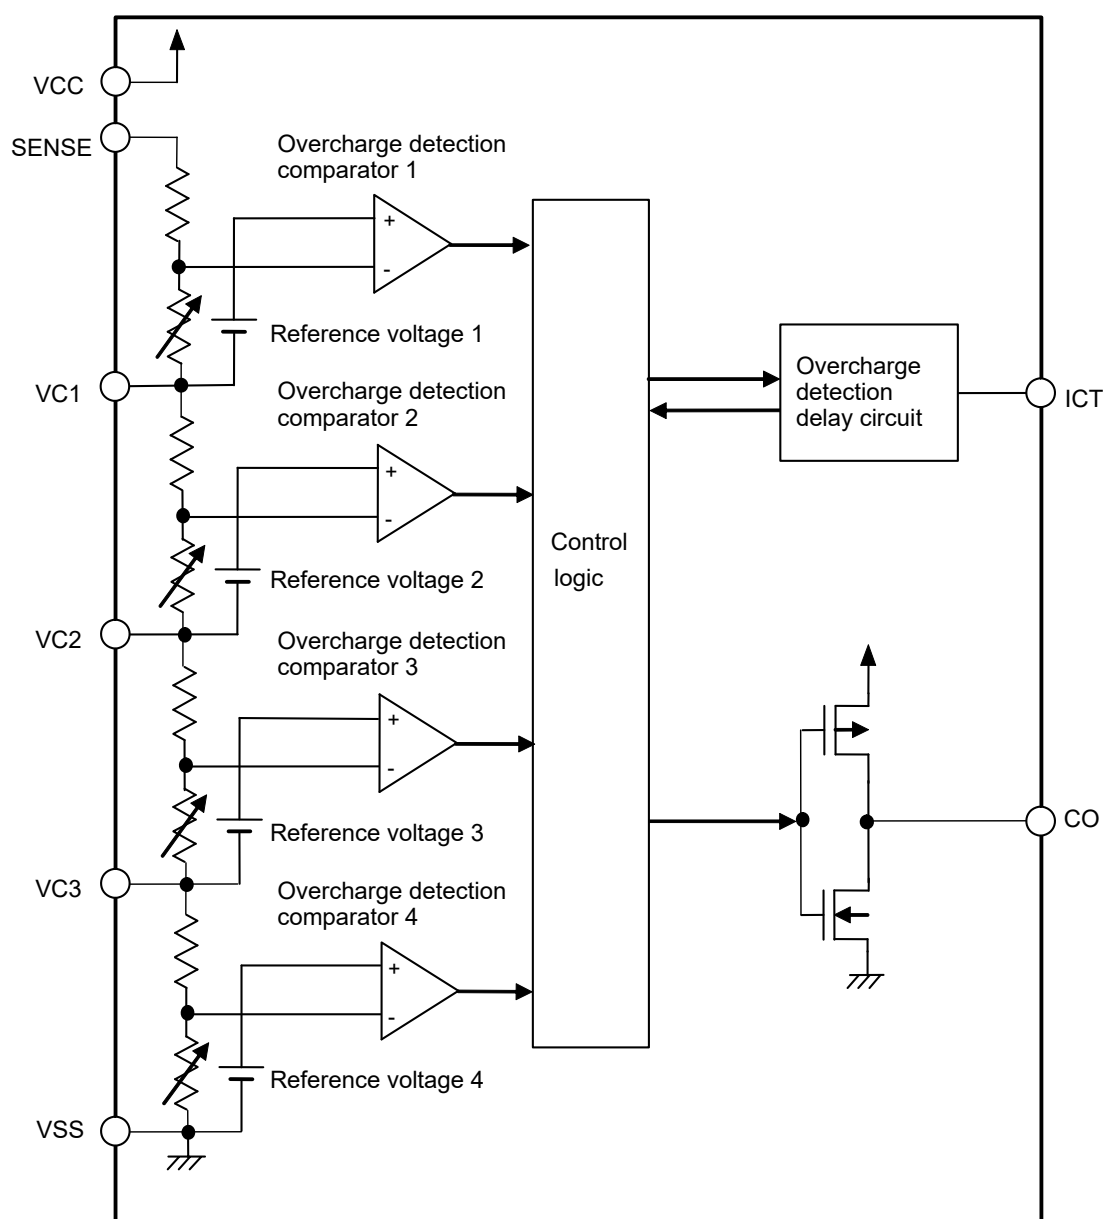 VCC
SENSE
Overcharge detection
comparator 1
+
-
Reference voltage 1
VC1
Overcharge detection
comparator 2
+
-
Reference voltage 2
VC2
Overcharge detection
comparator 3
+
-
Reference voltage 3
VC3
Overcharge detection
comparator 4
+
-
Reference voltage 4
VSS
Control
logic
Overcharge
detection
delay circuit
ICT
CO